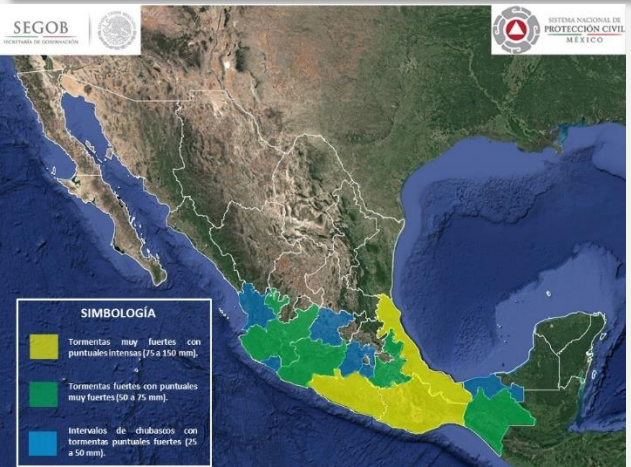 SEGOB
SECRETARÍA DE GOBERNACIÓN
SISTEMA NACIONAL DE
PROTECCIÓN CIVIL
MÉXICO
SIMBOLOGÍA
Tormentas muy fuertes con
puntuales intensas (75 a 150 mm).
Tormentas fuertes con puntuales
muy fuertes (50 a 75 mm).
Intervalos de chubascos con
tormentas puntuales fuertes (25
a 50 mm).